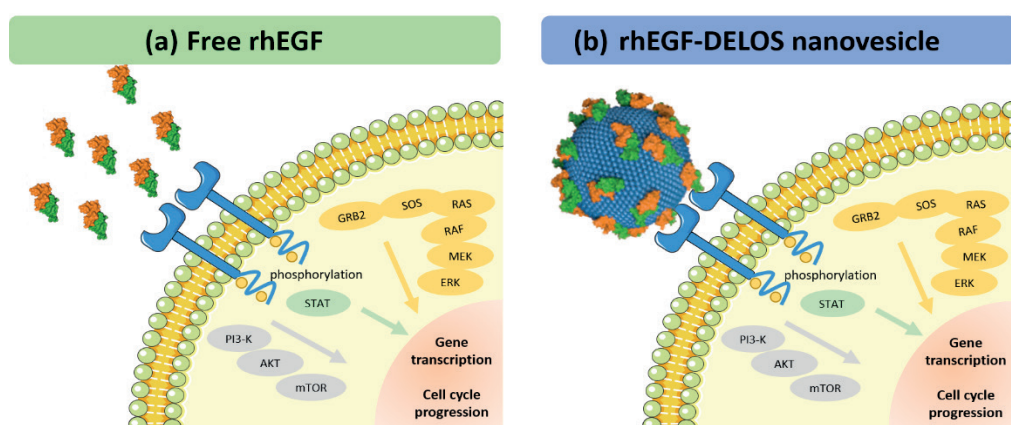 (a) Free rhEGF
GRB2
SOS
RAS
RAF
MEK
ERK
phosphorylation
STAT
PI3-K
AKT
mTOR
Gene
transcription
Cell cycle
progression
(b) rhEGF-DELOS nanovesicle
GRB2
SOS
RAS
RAF
MEK
ERK
phosphorylation
STAT
PI3-K
AKT
mTOR
Gene
transcription
Cell cycle
progression